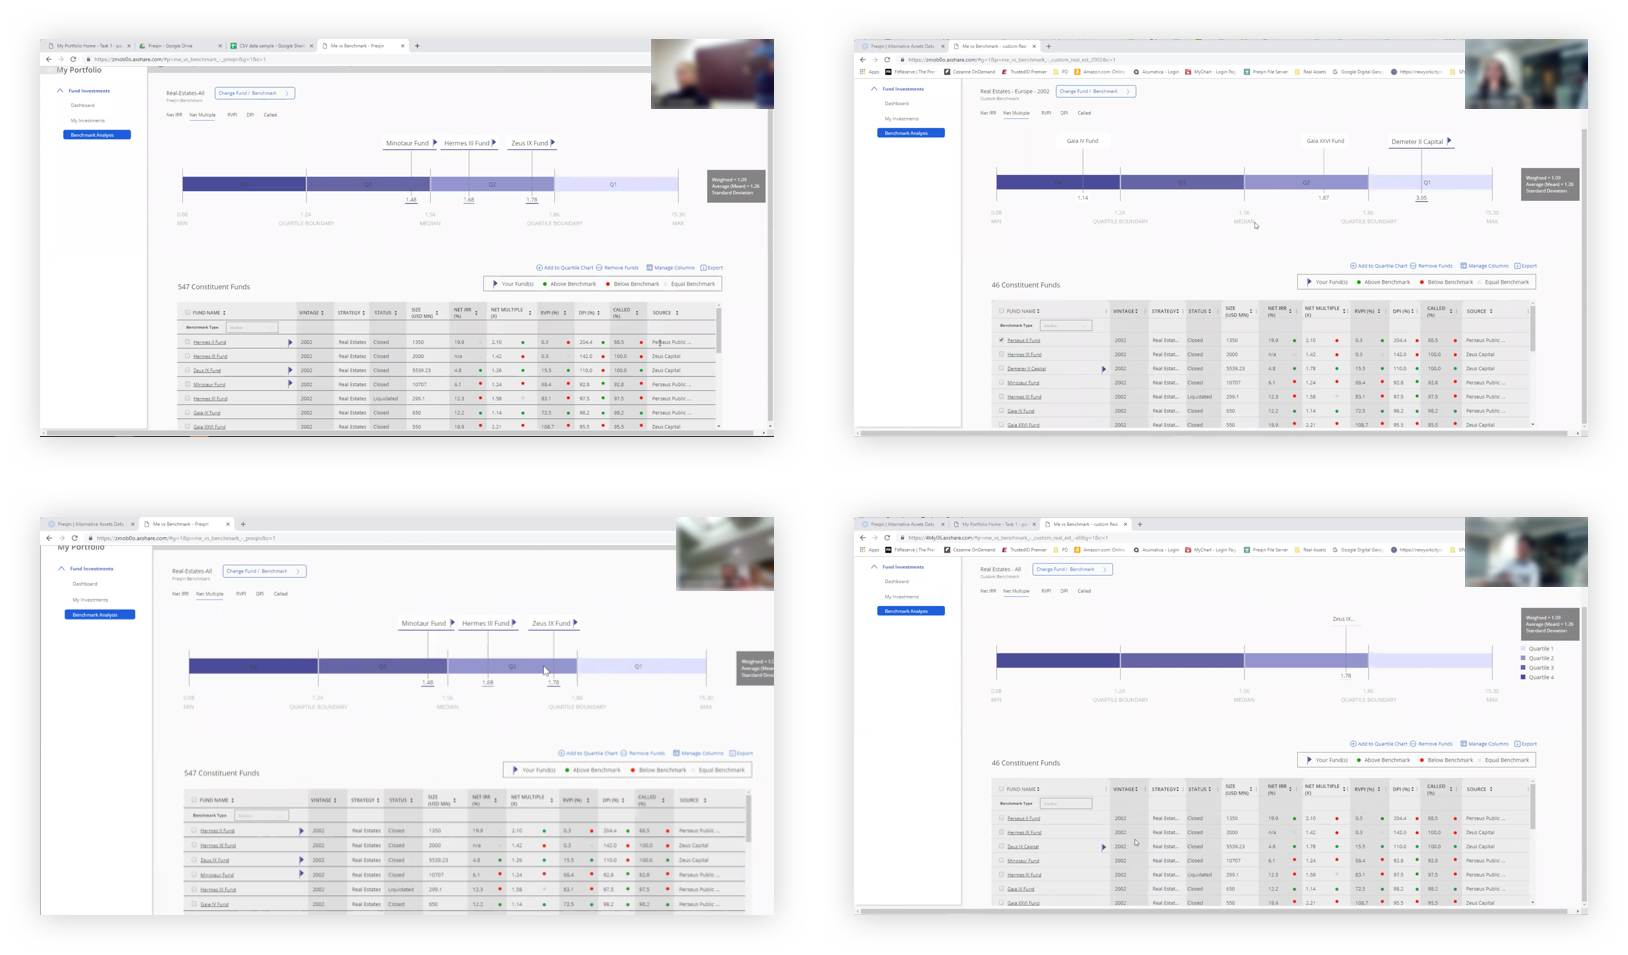 My Portfolio Home - Task 1 - po
Preqin - Google Drive
CSV data sample - Google Shee
Me vs Benchmark - Preqin
https://zmob0o.axshare.com/#p=me_vs_benchmark_-_preqin&g=1&c=1
My Portfolio
Fund Investments
Dashboard
My Investments
Benchmark Analysis
Real-Estates-All
Preqin Benchmark
Change Fund / Benchmark
Net IRR Net Multiple RVPI DPI Called
Minotaur Fund Hermes III Fund Zeus IX Fund
Q3 Q2 Q1
1.48 1.68 1.78
Weighted = 1.09
Average (Mean) = 1.26
Standard Deviation
0.08 1.24 1.56 1.86 15.30
MIN QUARTILE BOUNDARY MEDIAN QUARTILE BOUNDARY MAX
Add to Quartile Chart Remove Funds Manage Columns Export
547 Constituent Funds
Your Fund(s) Above Benchmark Below Benchmark Equal Benchmark
FUND NAME VINTAGE STRATEGY STATUS SIZE (USD MN) NET IRR (%) NET MULTIPLE (X) RVPI (%) DPI (%) CALLED (%) SOURCE
Benchmark Type
Hermes II Fund 2002 Real Estates Closed 1350 19.9 2.10 0.3 204.4 88.5 Perseus Public ...
Hermes IX Fund 2002 Real Estates Closed 2000 n/a 1.42 0.3 142.0 100.0 Zeus Capital
Zeus IX Fund 2002 Real Estates Closed 5539.23 4.8 1.26 15.5 110.0 100.0 Zeus Capital
Minotaur Fund 2002 Real Estates Closed 10707 6.1 1.24 68.4 92.8 92.8 Perseus Public ...
Hermes III Fund 2002 Real Estates Liquidated 299.1 12.3 1.58 83.1 97.5 97.5 Perseus Public ...
Gaia IV Fund 2002 Real Estates Closed 650 12.2 1.14 72.5 98.2 98.2 Perseus Public ...
Gaia XXVI Fund 2002 Real Estates Closed 550 19.9 2.21 108.7 95.5 95.5 Zeus Capital
Preqin | Alternative Assets Data
Me vs Benchmark - custom Rea
https://zmob0o.axshare.com/#g=1&p=me_vs_benchmark_-_custom_real_est_2002&c=1
Apps FitReserve | The Prer Cezanne OnDemand TrustedID Premier PD Amazon.com: Online Acumatica - Login MyChart - Login Page Preqin File Server Real Assets Google Digital Garag https://newyorkcity
Fund Investments
Dashboard
My Investments
Benchmark Analysis
Real Estates - Europe - 2002
Custom Benchmark
Change Fund / Benchmark
Net IRR Net Multiple RVPI DPI Called
Gaia IV Fund Gaia XXVI Fund Demeter II Capital
Q3 Q2 Q1
1.14 1.87 3.05
Weighted = 1.09
Average (Mean) = 1.26
Standard Deviation
0.08 1.24 1.56 1.86 15.30
MIN QUARTILE BOUNDARY MEDIAN QUARTILE BOUNDARY MAX
Add to Quartile Chart Remove Funds Manage Columns Export
46 Constituent Funds
Your Fund(s) Above Benchmark Below Benchmark Equal Benchmark
FUND NAME VINTAGE STRATEGY STATUS SIZE (USD MN) NET IRR (%) NET MULTIPLE (X) RVPI (%) DPI (%) CALLED (%) SOURCE
Benchmark Type
Perseus II Fund 2002 Real Estat... Closed 1350 19.9 2.10 0.3 204.4 88.5 Perseus Public ...
Hermes IX Fund 2002 Real Estat... Closed 2000 n/a 1.42 0.3 142.0 100.0 Zeus Capital
Demeter II Capital 2002 Real Estat... Closed 5539.23 4.8 1.78 15.5 110.0 100.0 Zeus Capital
Minotaur Fund 2002 Real Estat... Closed 10707 6.1 1.24 68.4 92.8 92.8 Perseus Public ...
Hermes III Fund 2002 Real Estat... Liquidated 299.1 12.3 1.58 83.1 97.5 97.5 Perseus Public ...
Gaia IV Fund 2002 Real Estat... Closed 650 12.2 1.14 72.5 98.2 98.2 Perseus Public ...
Gaia XXVI Fund 2002 Real Estat... Closed 550 19.9 2.21 108.7 95.5 95.5 Zeus Capital
Preqin | Alternative Assets Data
Me vs Benchmark - Preqin
https://zmob0o.axshare.com/#g=1&p=me_vs_benchmark_-_preqin&c=1
My Portfolio
Fund Investments
Dashboard
My Investments
Benchmark Analysis
Real-Estates-All
Preqin Benchmark
Change Fund / Benchmark
Net IRR Net Multiple RVPI DPI Called
Minotaur Fund Hermes III Fund Zeus IX Fund
Q3 Q2 Q1
1.48 1.68 1.78
Weighted = 1.
Average (Mea
Standard Devi
0.08 1.24 1.56 1.86 15.30
MIN QUARTILE BOUNDARY MEDIAN QUARTILE BOUNDARY MAX
Add to Quartile Chart Remove Funds Manage Columns Export
547 Constituent Funds
Your Fund(s) Above Benchmark Below Benchmark Equal Benchmark
FUND NAME VINTAGE STRATEGY STATUS SIZE (USD MN) NET IRR (%) NET MULTIPLE (X) RVPI (%) DPI (%) CALLED (%) SOURCE
Benchmark Type
Hermes II Fund 2002 Real Estates Closed 1350 19.9 2.10 0.3 204.4 88.5 Perseus Public ...
Hermes IX Fund 2002 Real Estates Closed 2000 n/a 1.42 0.3 142.0 100.0 Zeus Capital
Zeus IX Fund 2002 Real Estates Closed 5539.23 4.8 1.26 15.5 110.0 100.0 Zeus Capital
Minotaur Fund 2002 Real Estates Closed 10707 6.1 1.24 68.4 92.8 92.8 Perseus Public ...
Hermes III Fund 2002 Real Estates Liquidated 299.1 12.3 1.58 83.1 97.5 97.5 Perseus Public ...
Gaia IV Fund 2002 Real Estates Closed 650 12.2 1.14 72.5 98.2 98.2 Perseus Public ...
Preqin | Alternative Assets Data
My Portfolio Home - Task 1 - po
Me vs Benchmark - custom Rea
https://4t4y06.axshare.com/#p=me_vs_benchmark_-_custom_real_est_-all&g=1&c=1
Apps FitReserve | The Prer Cezanne OnDemand TrustedID Premier PD Amazon.com: Online Acumatica - Login MyChart - Login Page Preqin File Server Real Assets Google Digital Garag https://newyorkcity
Fund Investments
Dashboard
My Investments
Benchmark Analysis
Real Estates - All
Custom Benchmark
Change Fund / Benchmark
Net IRR Net Multiple RVPI DPI Called
Zeus IX...
1.78
Weighted = 1.09
Average (Mean) = 1.26
Standard Deviation
Quartile 1
Quartile 2
Quartile 3
Quartile 4
0.08 1.24 1.56 1.86 15.30
MIN QUARTILE BOUNDARY MEDIAN QUARTILE BOUNDARY MAX
Add to Quartile Chart Remove Funds Manage Columns Export
46 Constituent Funds
Your Fund(s) Above Benchmark Below Benchmark Equal Benchmark
FUND NAME VINTAGE STRATEGY STATUS SIZE (USD MN) NET IRR (%) NET MULTIPLE (X) RVPI (%) DPI (%) CALLED (%) SOURCE
Benchmark Type
Perseus II Fund 2002 Real Estat... Closed 1350 19.9 2.10 0.3 204.4 88.5 Perseus Public ...
Hermes IX Fund 2002 Real Estat... Closed 2000 n/a 1.42 0.3 142.0 100.0 Zeus Capital
Zeus IX Capital 2002 Real Estat... Closed 5539.23 4.8 1.78 15.5 110.0 100.0 Zeus Capital
Minotaur Fund 2002 Real Estat... Closed 10707 6.1 1.24 68.4 92.8 92.8 Perseus Public ...
Hermes IX Fund 2002 Real Estat... Liquidated 299.1 12.3 1.58 83.1 97.5 97.5 Perseus Public ...
Gaia IV Fund 2002 Real Estat... Closed 650 12.2 1.14 72.5 98.2 98.2 Perseus Public ...
Gaia XXVI Fund 2002 Real Estat... Closed 550 19.9 2.21 108.7 95.5 95.5 Zeus Capital